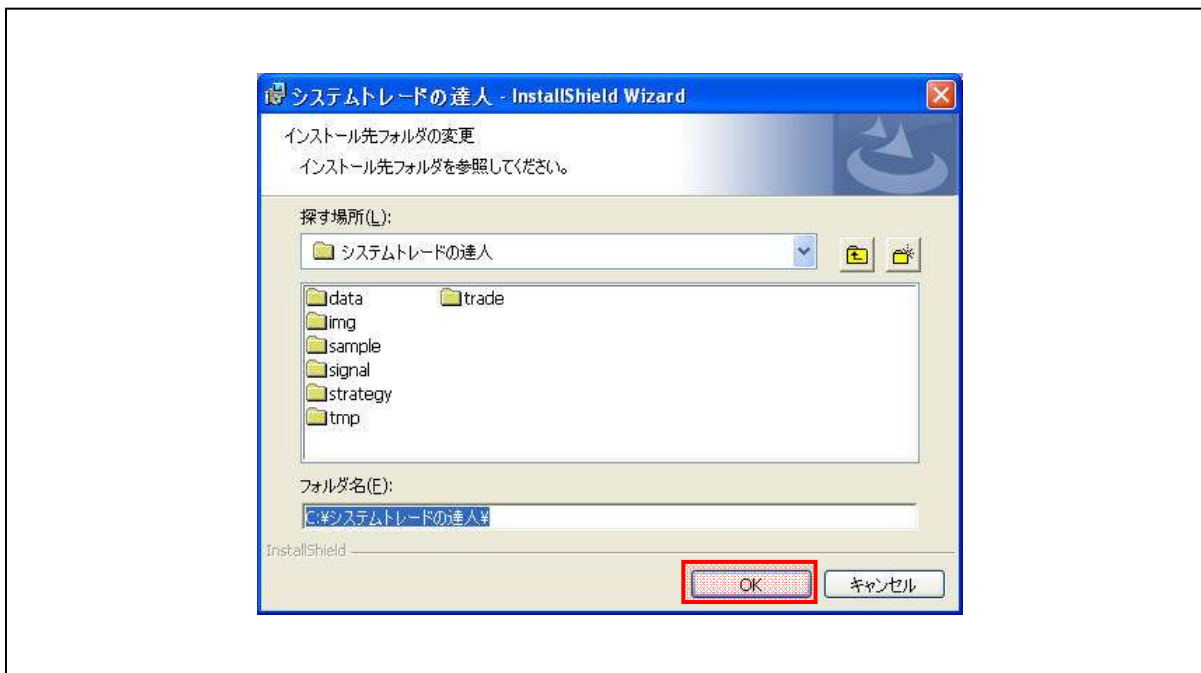 システムトレードの達人 - InstallShield Wizard
インストール先フォルダの変更
インストール先フォルダを参照してください。
探す場所(L):
システムトレードの達人
data
trade
img
sample
signal
strategy
tmp
フォルダ名(F):
C:¥システムトレードの達人¥
InstallShield
OK
キャンセル